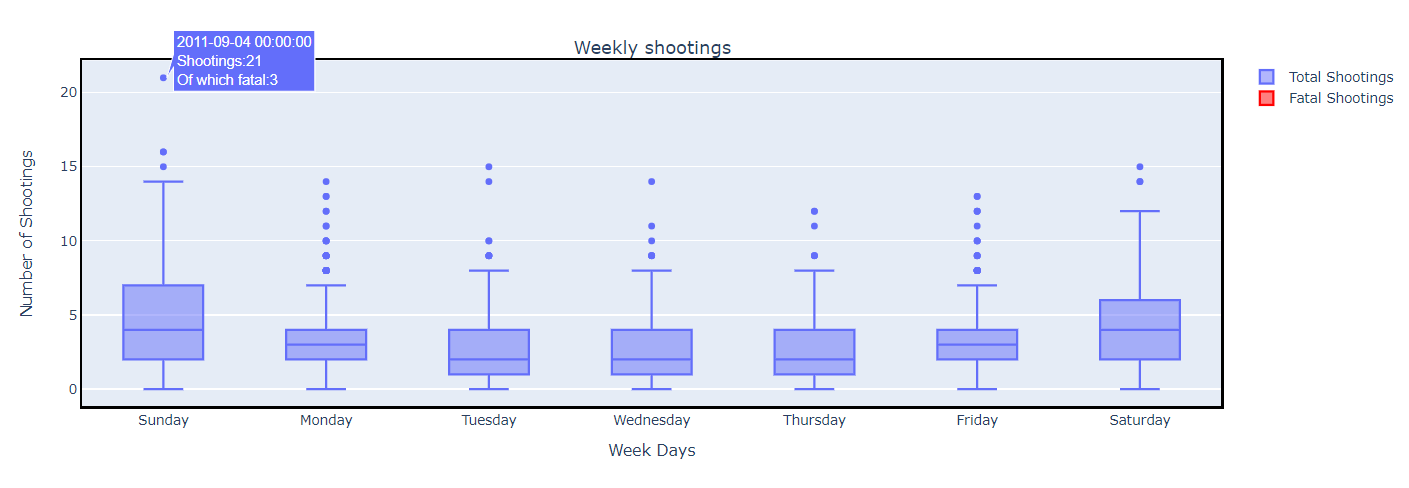 Weekly shootings
2011-09-04 00:00:00
Shootings:21
Of which fatal:3
Total Shootings
Fatal Shootings
Number of Shootings
20
15
10
5
0
Sunday Monday Tuesday Wednesday Thursday Friday Saturday
Week Days